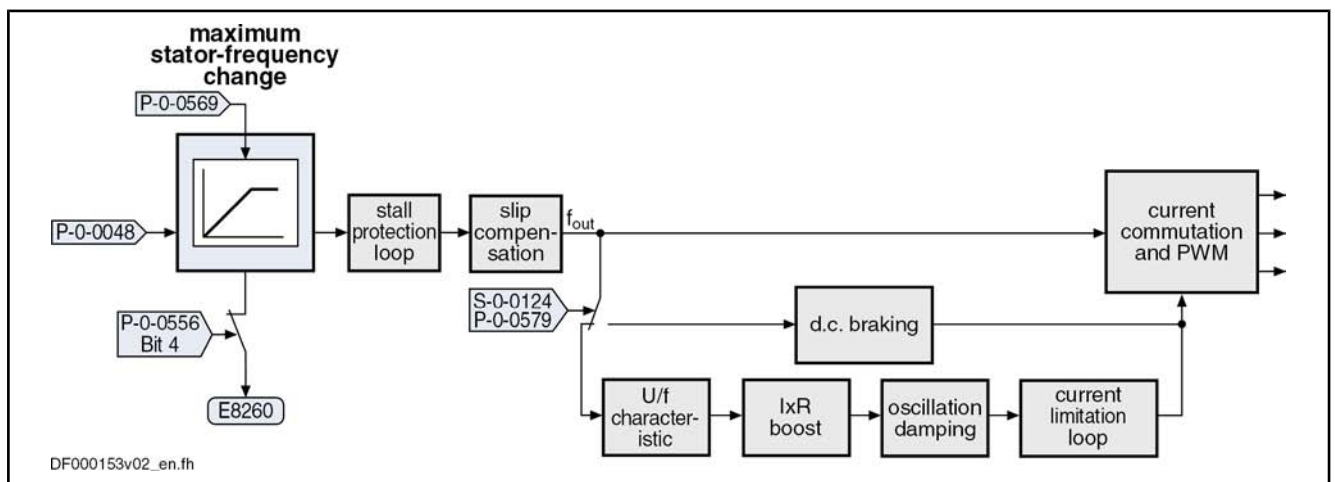 maximum
stator-frequency
change
P-0-0569
P-0-0048
stall
protection
loop
slip
compen-
sation
fout
current
commutation
and PWM
S-0-0124
P-0-0579
d.c. braking
P-0-0556
Bit 4
E8260
U/f
character-
istic
IxR
boost
oscillation
damping
current
limitation
loop
DF000153v02_en.fh